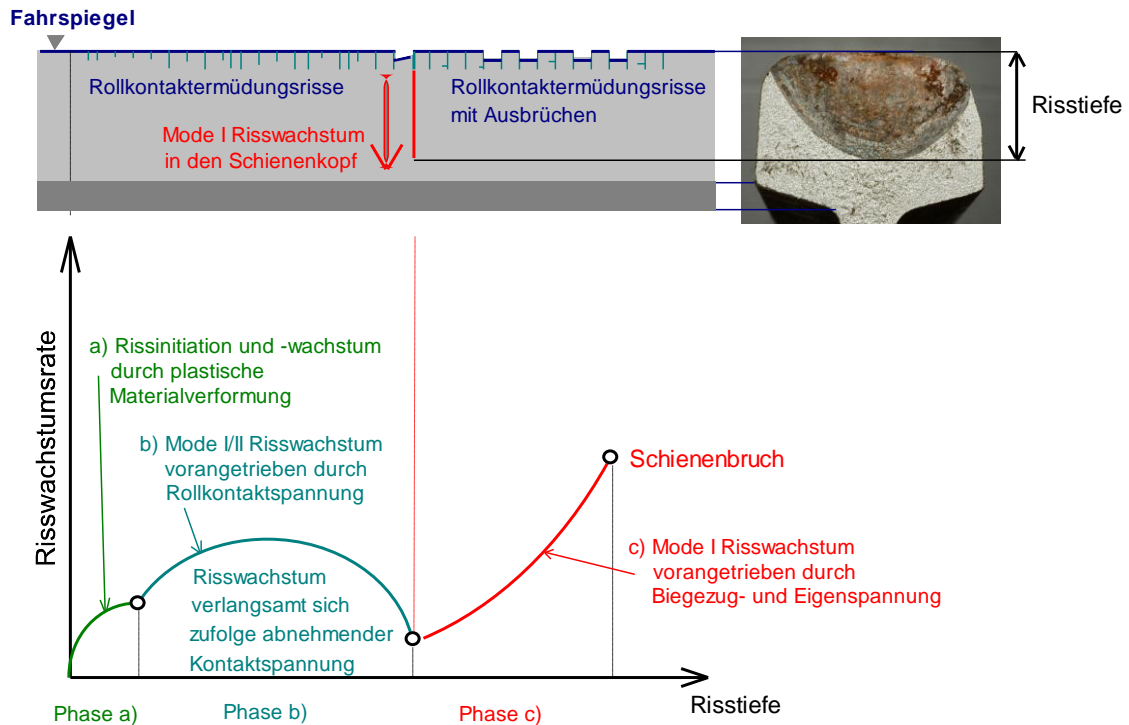 Fahrspiegel
Rollkontaktermüdungsrisse
Rollkontaktermüdungsrisse
mit Ausbrüchen
Mode I Risswachstum
in den Schienenkopf
Risstiefe
Risswachstumsrate
a) Rissinitiation und -wachstum
durch plastische
Materialverformung
b) Mode I/II Risswachstum
vorangetrieben durch
Rollkontaktspannung
Risswachstum
verlangsamt sich
zufolge abnehmender
Kontaktspannung
Schienenbruch
c) Mode I Risswachstum
vorangetrieben durch
Biegezug- und Eigenspannung
Risstiefe
Phase a)
Phase b)
Phase c)